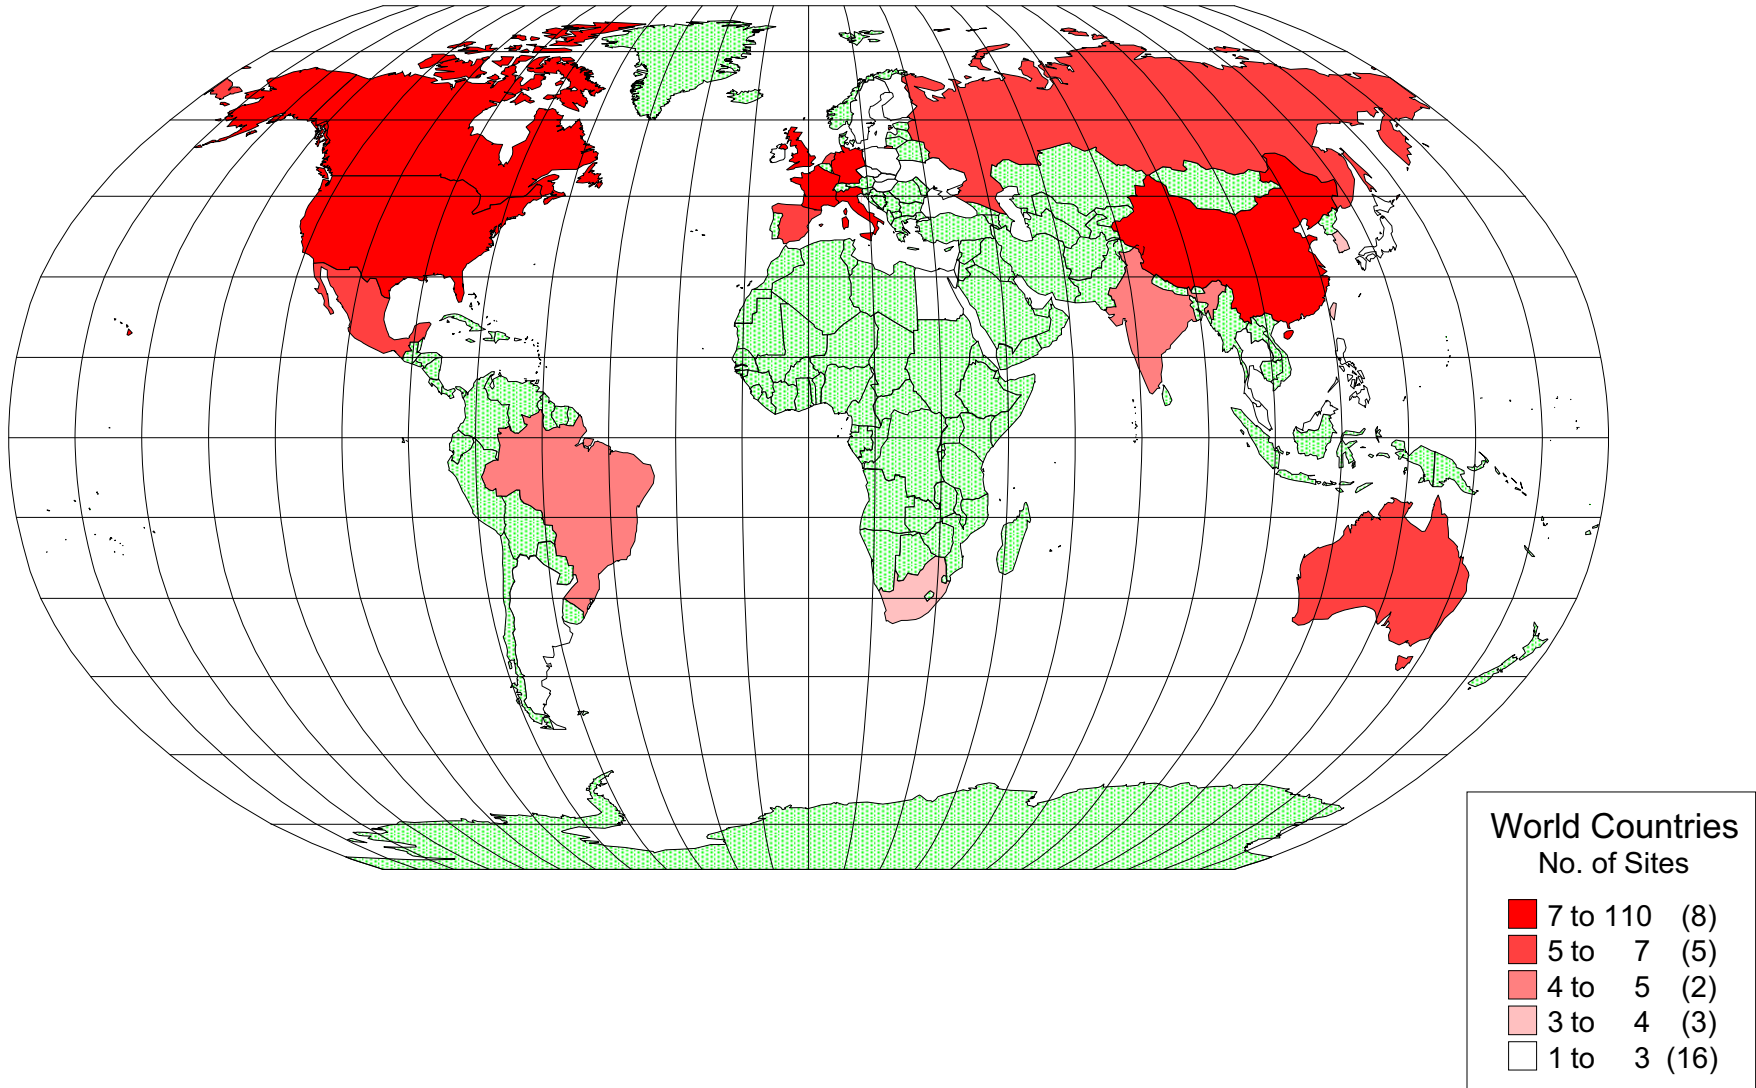 World Countries
No. of Sites
7 to 110 (8)
5 to 7 (5)
4 to 5 (2)
3 to 4 (3)
1 to 3 (16)